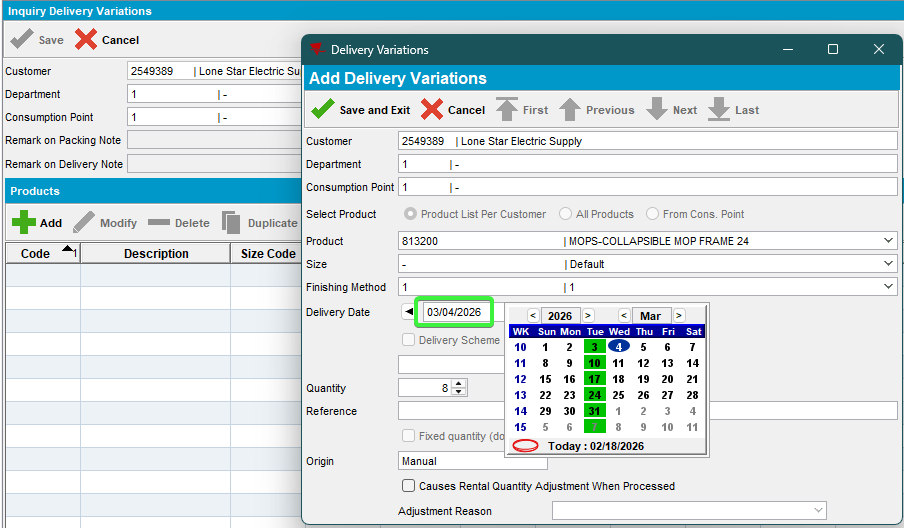 Inquiry Delivery Variations
Save Cancel
Customer 2549389 | Lone Star Electric Su
Department 1 | -
Consumption Point 1 | -
Remark on Packing Note
Remark on Delivery Note
Products
Add Modify Delete Duplicate
Code 1 Description Size Code
Delivery Variations
Add Delivery Variations
Save and Exit Cancel First Previous Next Last
Customer 2549389 | Lone Star Electric Supply
Department 1 | -
Consumption Point 1 | -
Select Product Product List Per Customer All Products From Cons. Point
Product 813200 | MOPS-COLLAPSIBLE MOP FRAME 24
Size - | Default
Finishing Method 1 | 1
Delivery Date 03/04/2026
< 2026 > < Mar >
WK Sun Mon Tue Wed Thu Fri Sat
10 1 2 3 4 5 6 7
11 8 9 10 11 12 13 14
12 15 16 17 18 19 20 21
13 22 23 24 25 26 27 28
14 29 30 31 1 2 3 4
15 5 6 7 8 9 10 11
Today : 02/18/2026
Delivery Scheme
Quantity 8
Reference
Fixed quantity (do
Origin Manual
Causes Rental Quantity Adjustment When Processed
Adjustment Reason